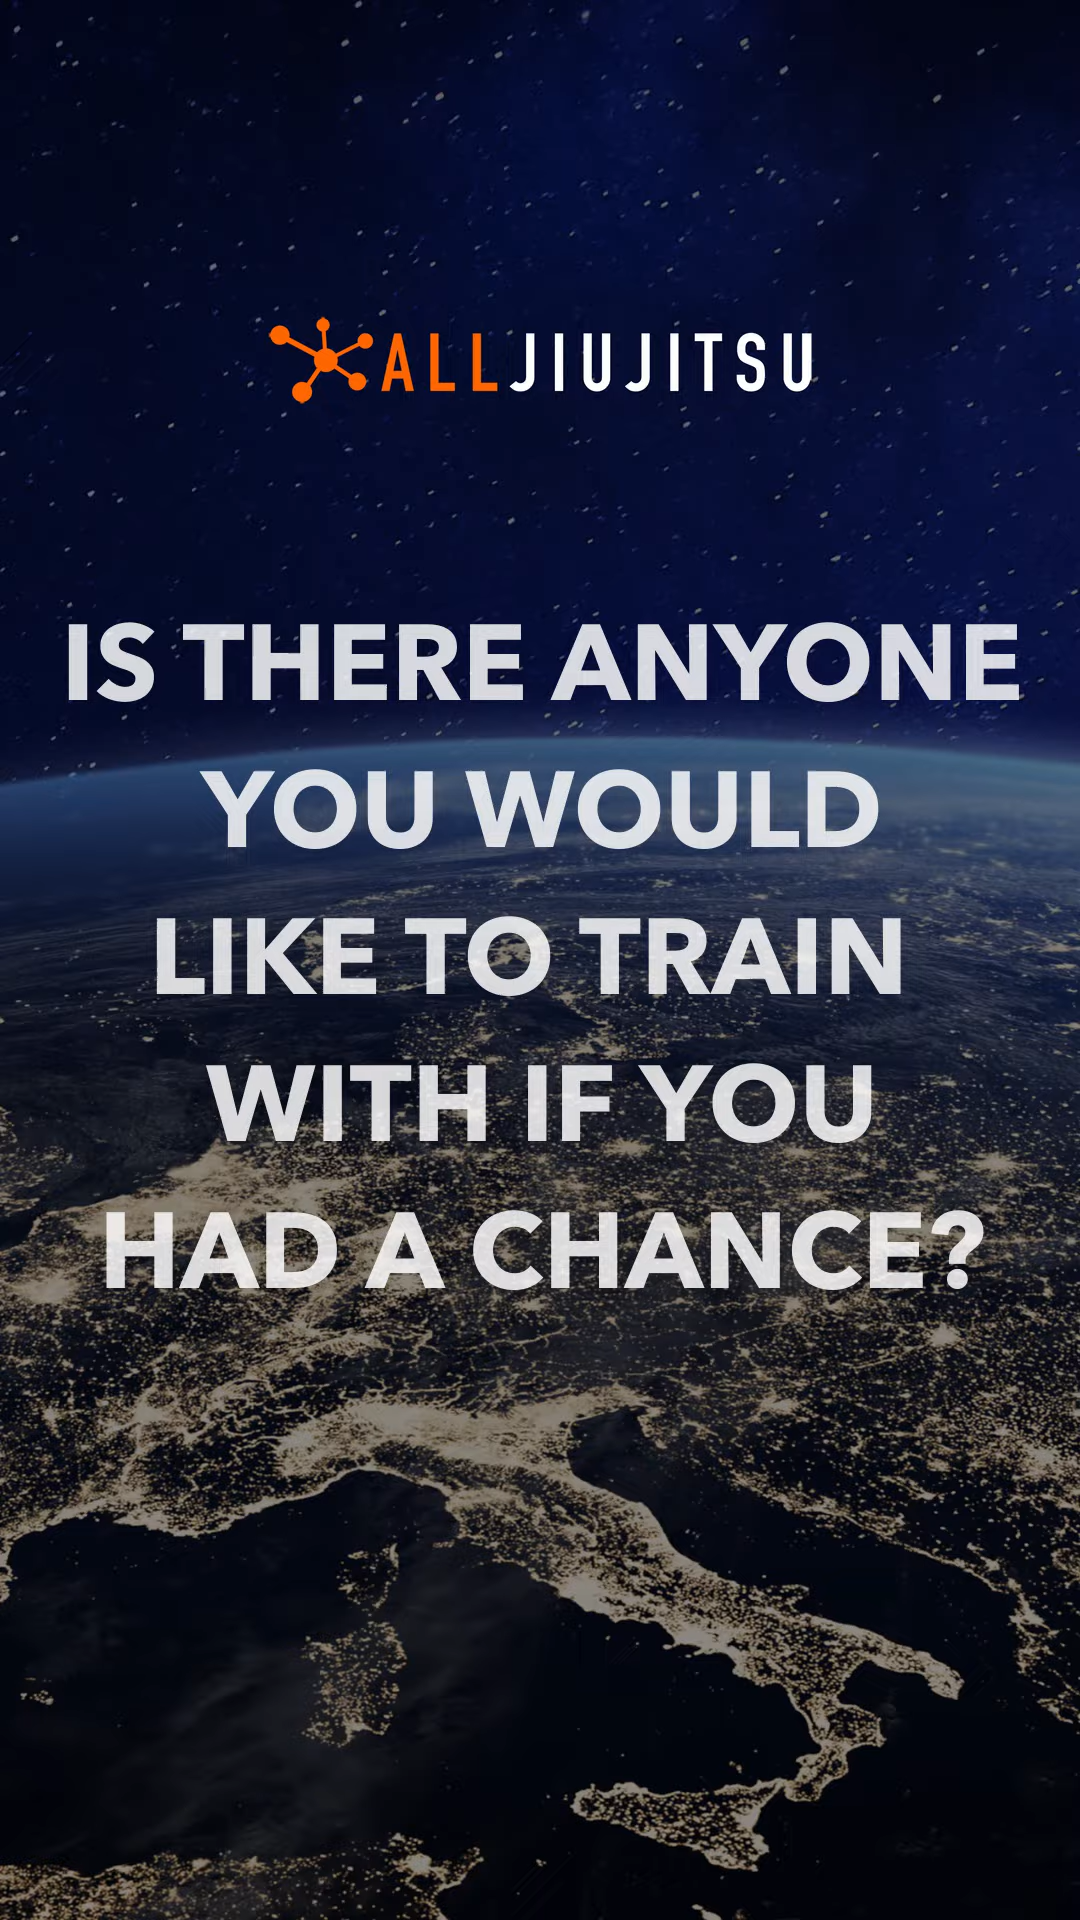 ALLJIUJITSU
IS THERE ANYONE
YOU WOULD
LIKE TO TRAIN
WITH IF YOU
HAD A CHANCE?